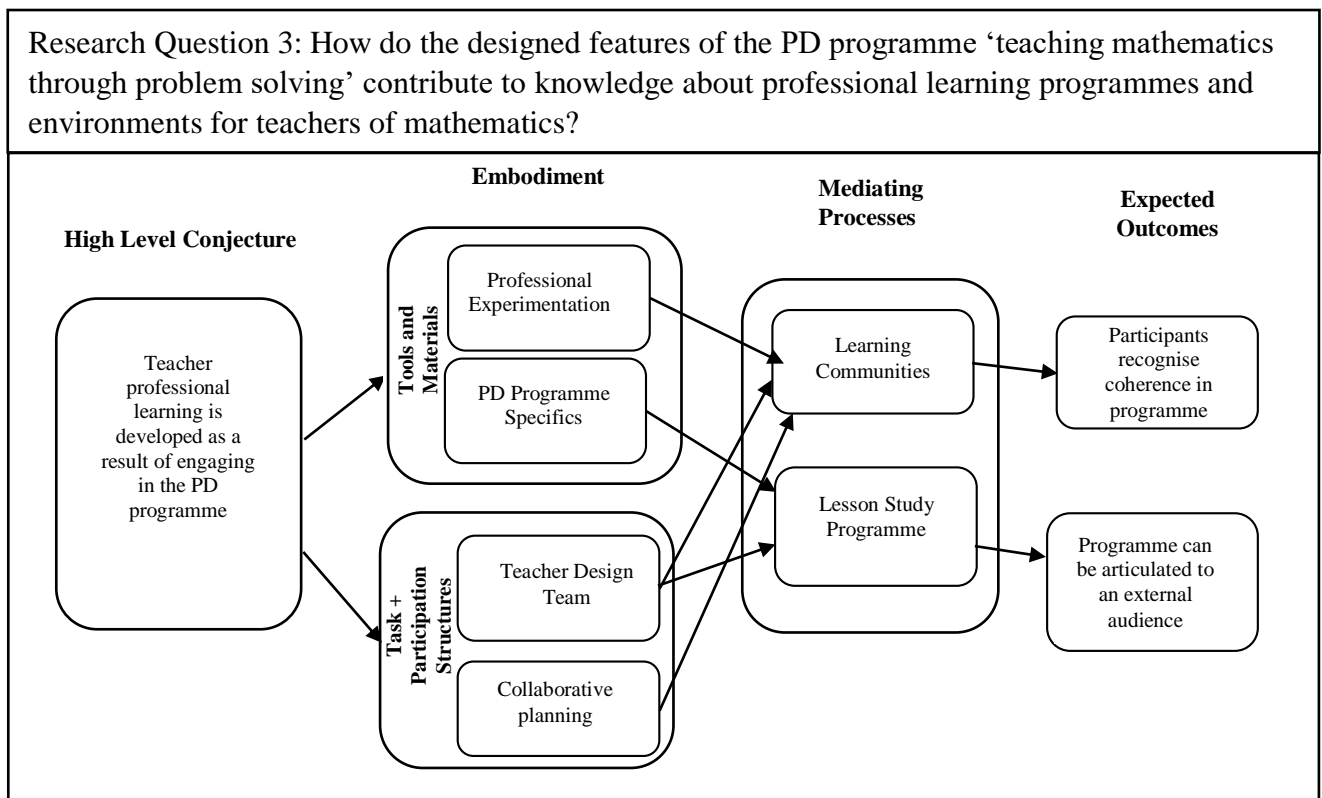 Research Question 3: How do the designed features of the PD programme ‘teaching mathematics
through problem solving’ contribute to knowledge about professional learning programmes and
environments for teachers of mathematics?
High Level Conjecture
Teacher
professional
learning is
developed as a
result of engaging
in the PD
programme
Embodiment
Tools and
Materials
Professional
Experimentation
PD Programme
Specifics
Task +
Participation
Structures
Teacher Design
Team
Collaborative
planning
Mediating
Processes
Learning
Communities
Lesson Study
Programme
Expected
Outcomes
Participants
recognise
coherence in
programme
Programme can
be articulated to
an external
audience